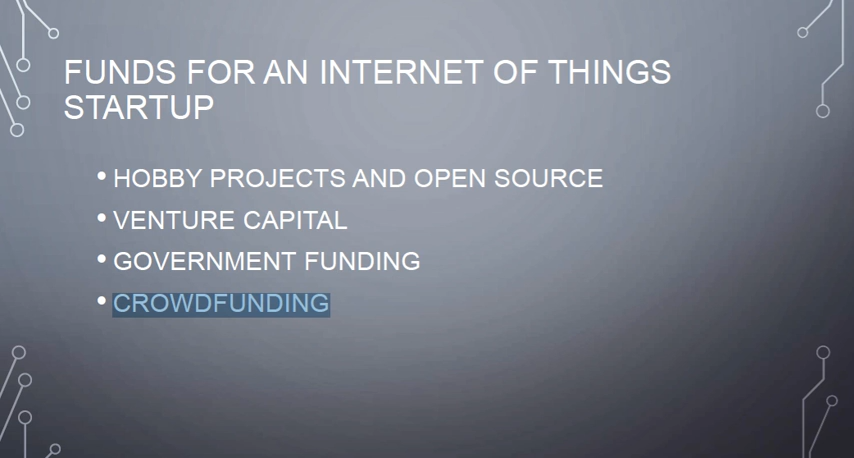 FUNDS FOR AN INTERNET OF THINGS
STARTUP
• HOBBY PROJECTS AND OPEN SOURCE
• VENTURE CAPITAL
• GOVERNMENT FUNDING
• CROWDFUNDING